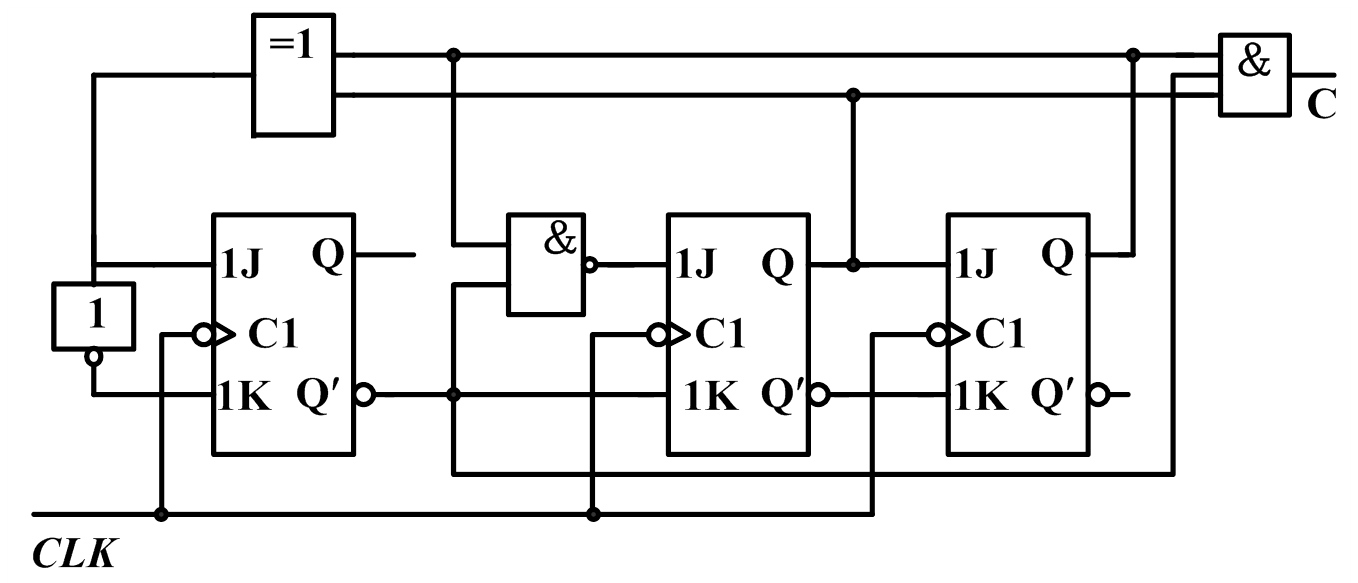 =1
&
C
&
1J Q
1J Q
1J Q
1
C1
C1
C1
1K Q′
1K Q′
1K Q′
CLK